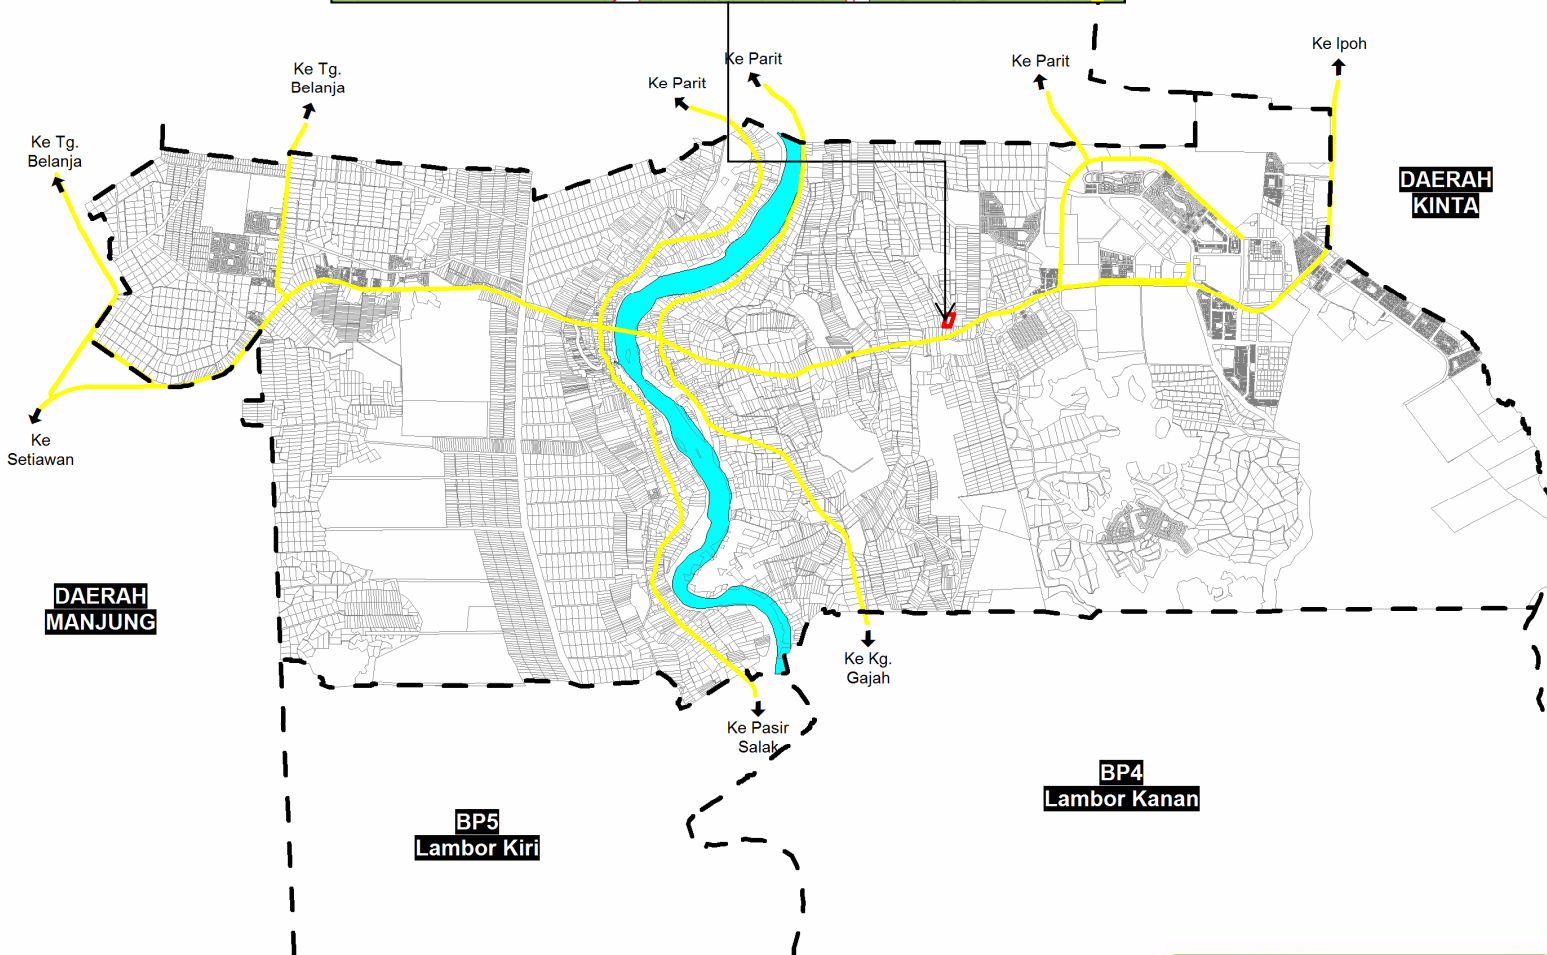 Ke Ipoh
Ke Parit
Ke Parit
Ke Parit
Ke Tg.
Belanja
Ke Tg.
Belanja
DAERAH
KINTA
Ke
Setiawan
DAERAH
MANJUNG
Ke Kg.
Gajah
Ke Pasir
Salak
BP4
Lambor Kanan
BP5
Lambor Kiri